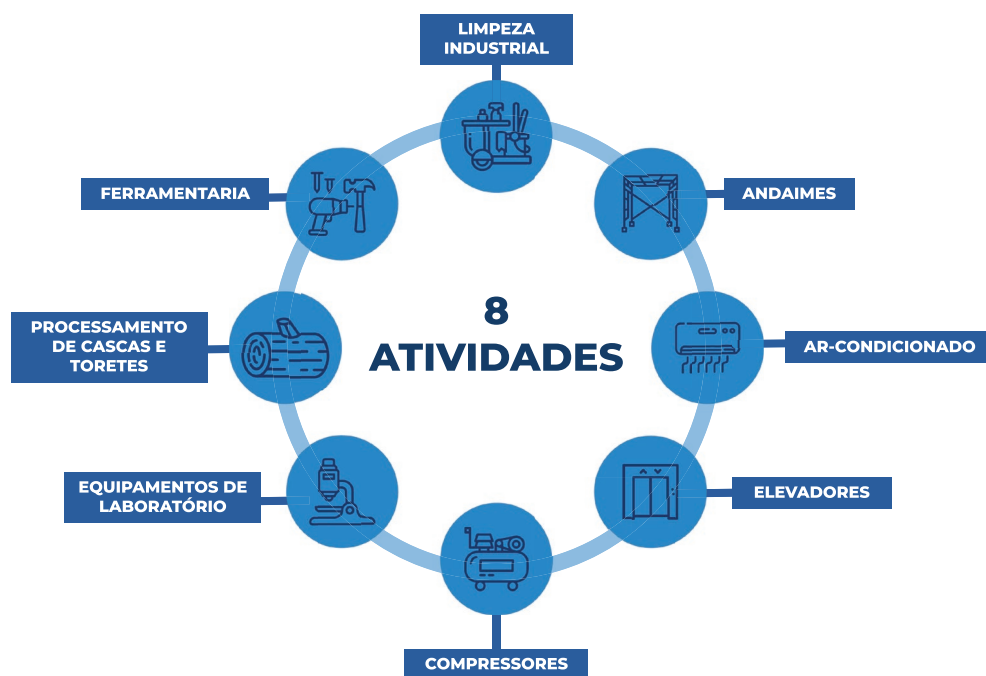 LIMPEZA
INDUSTRIAL
FERRAMENTARIA
ANDAIMES
8
ATIVIDADES
PROCESSAMENTO
DE CASCAS E
TORETES
AR-CONDICIONADO
EQUIPAMENTOS DE
LABORATÓRIO
ELEVADORES
COMPRESSORES